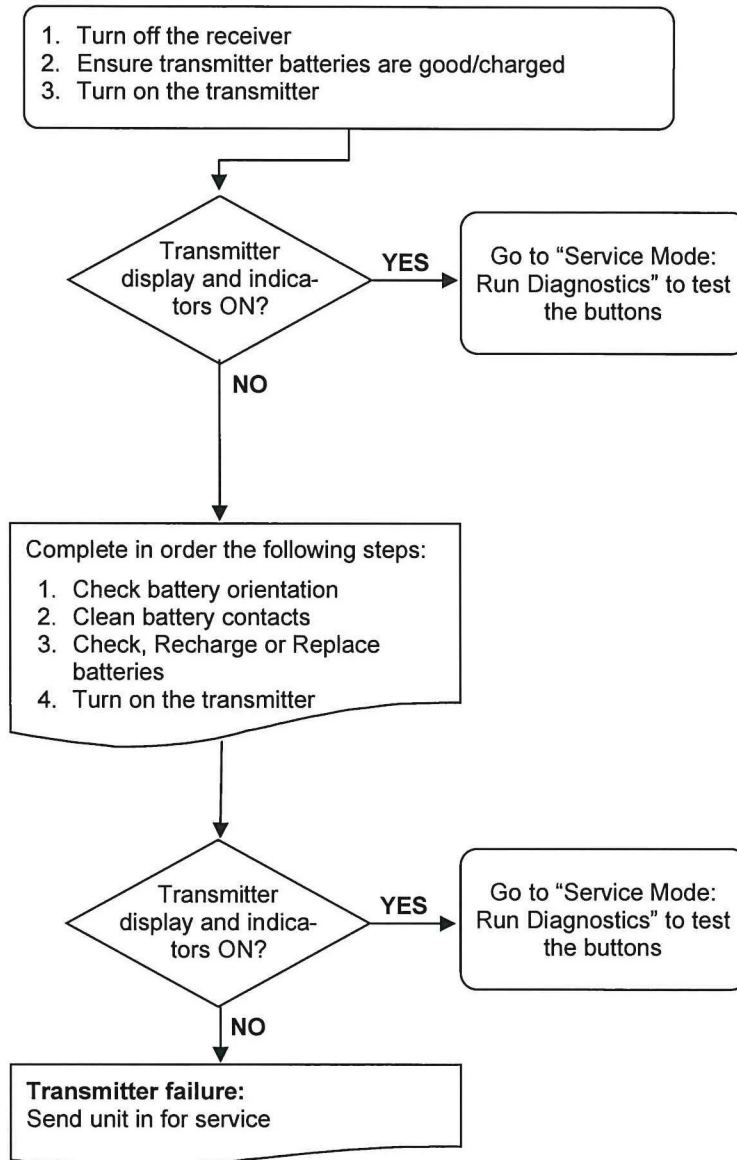 1. Turn off the receiver
2. Ensure transmitter batteries are good/charged
3. Turn on the transmitter
Transmitter
display and indica-
tors ON?
YES
Go to “Service Mode:
Run Diagnostics” to test
the buttons
NO
Complete in order the following steps:
1. Check battery orientation
2. Clean battery contacts
3. Check, Recharge or Replace
batteries
4. Turn on the transmitter
Transmitter
display and indica-
tors ON?
YES
Go to “Service Mode:
Run Diagnostics” to test
the buttons
NO
Transmitter failure:
Send unit in for service